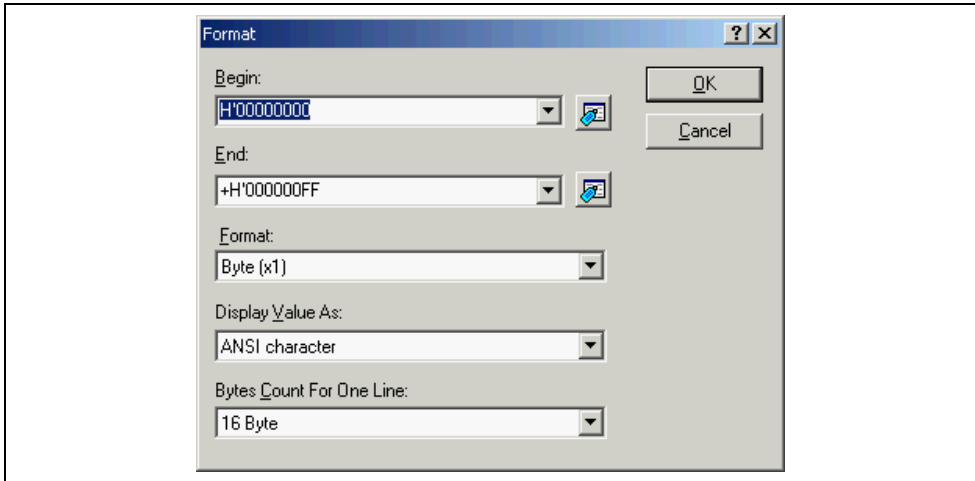 Format
Begin:
OK
H'00000000
Cancel
End:
+H'000000FF
Format:
Byte (x1)
Display Value As:
ANSI character
Bytes Count For One Line:
16 Byte